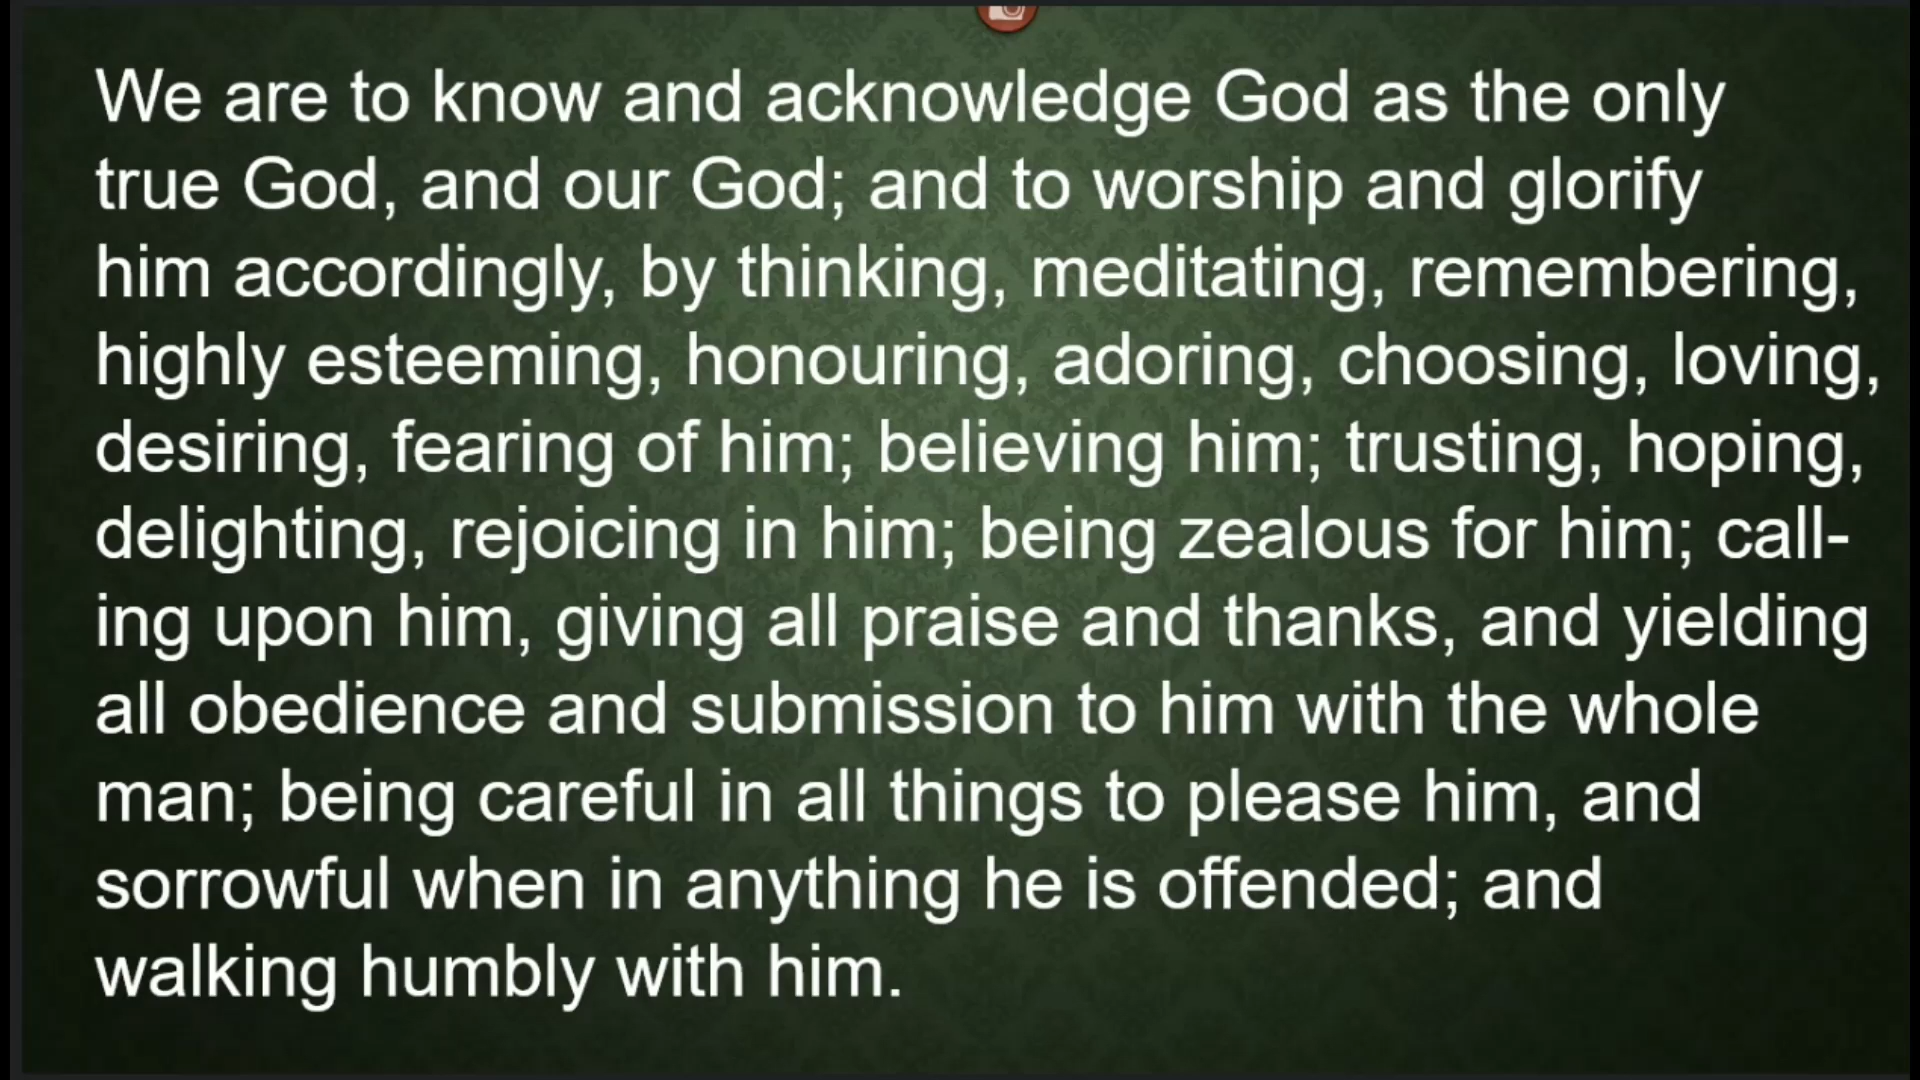 We are to know and acknowledge God as the only
true God, and our God; and to worship and glorify
him accordingly, by thinking, meditating, remembering,
highly esteeming, honouring, adoring, choosing, loving,
desiring, fearing of him; believing him; trusting, hoping,
delighting, rejoicing in him; being zealous for him; call-
ing upon him, giving all praise and thanks, and yielding
all obedience and submission to him with the whole
man; being careful in all things to please him, and
sorrowful when in anything he is offended; and
walking humbly with him.